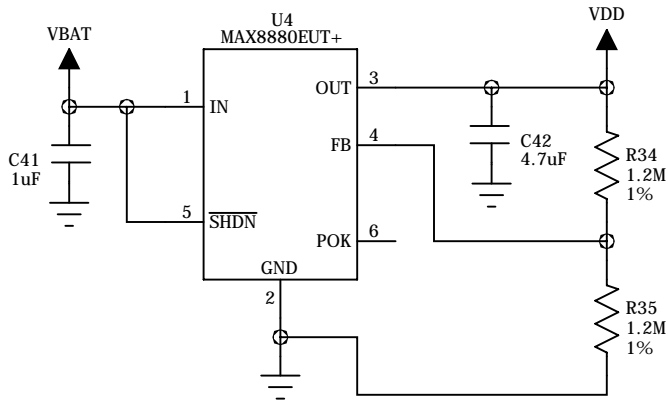 U4
MAX8880EUT+
VBAT
VDD
1
IN
OUT
3
FB
4
C41
1uF
C42
4.7uF
R34
1.2M
1%
5
SHDN
POK
6
GND
2
R35
1.2M
1%